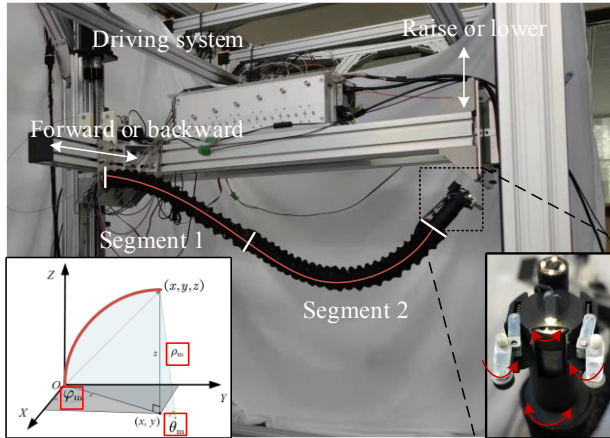 Driving system
Raise or lower
Forward or backward
Segment 1
Segment 2
Z
(x,y,z)
z
ρm
O
φm
Y
X
(x, y)
θm